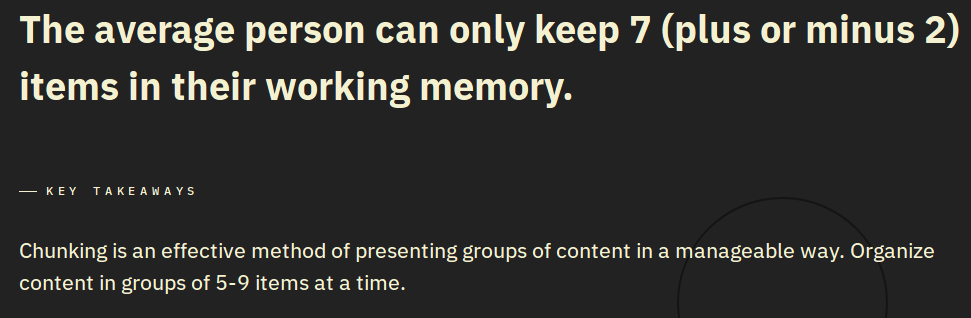 The average person can only keep 7 (plus or minus 2)
items in their working memory.
KEY TAKEAWAYS
Chunking is an effective method of presenting groups of content in a manageable way. Organize
content in groups of 5-9 items at a time.